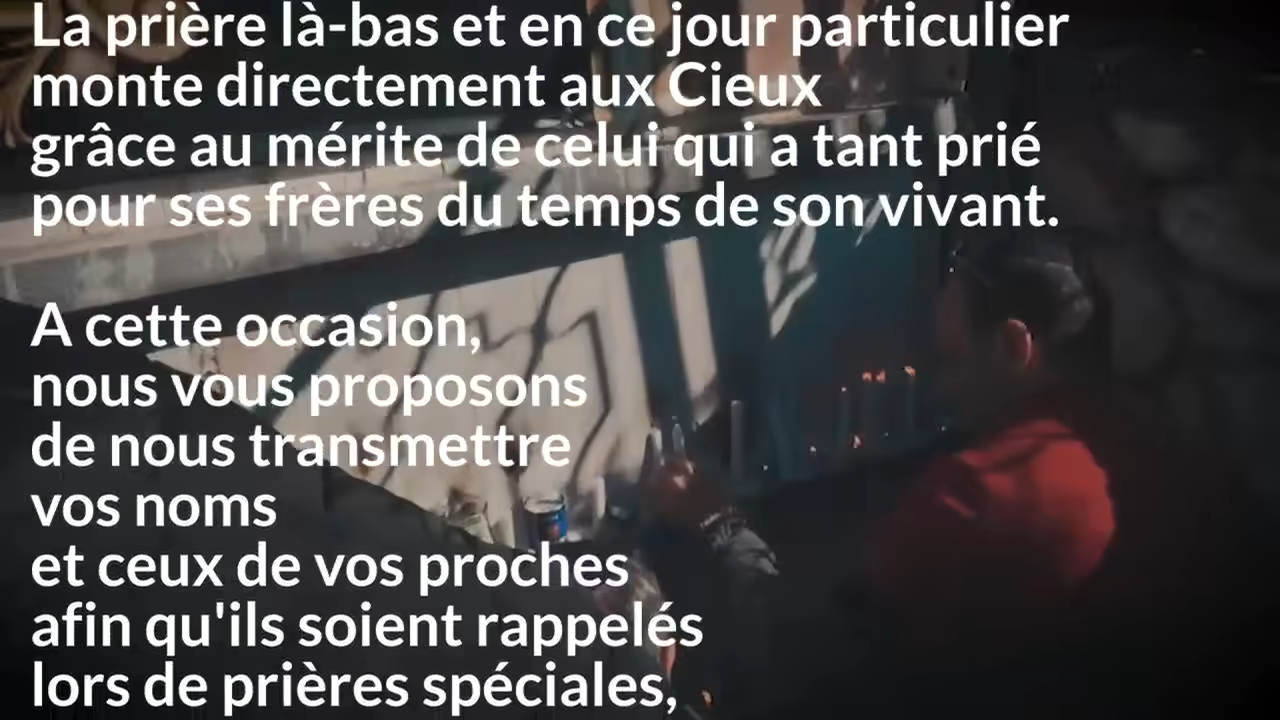 La prière là-bas et en ce jour particulier
monte directement aux Cieux
grâce au mérite de celui qui a tant prié
pour ses frères du temps de son vivant.
A cette occasion,
nous vous proposons
de nous transmettre
vos noms
et ceux de vos proches
afin qu'ils soient rappelés
lors de prières spéciales,